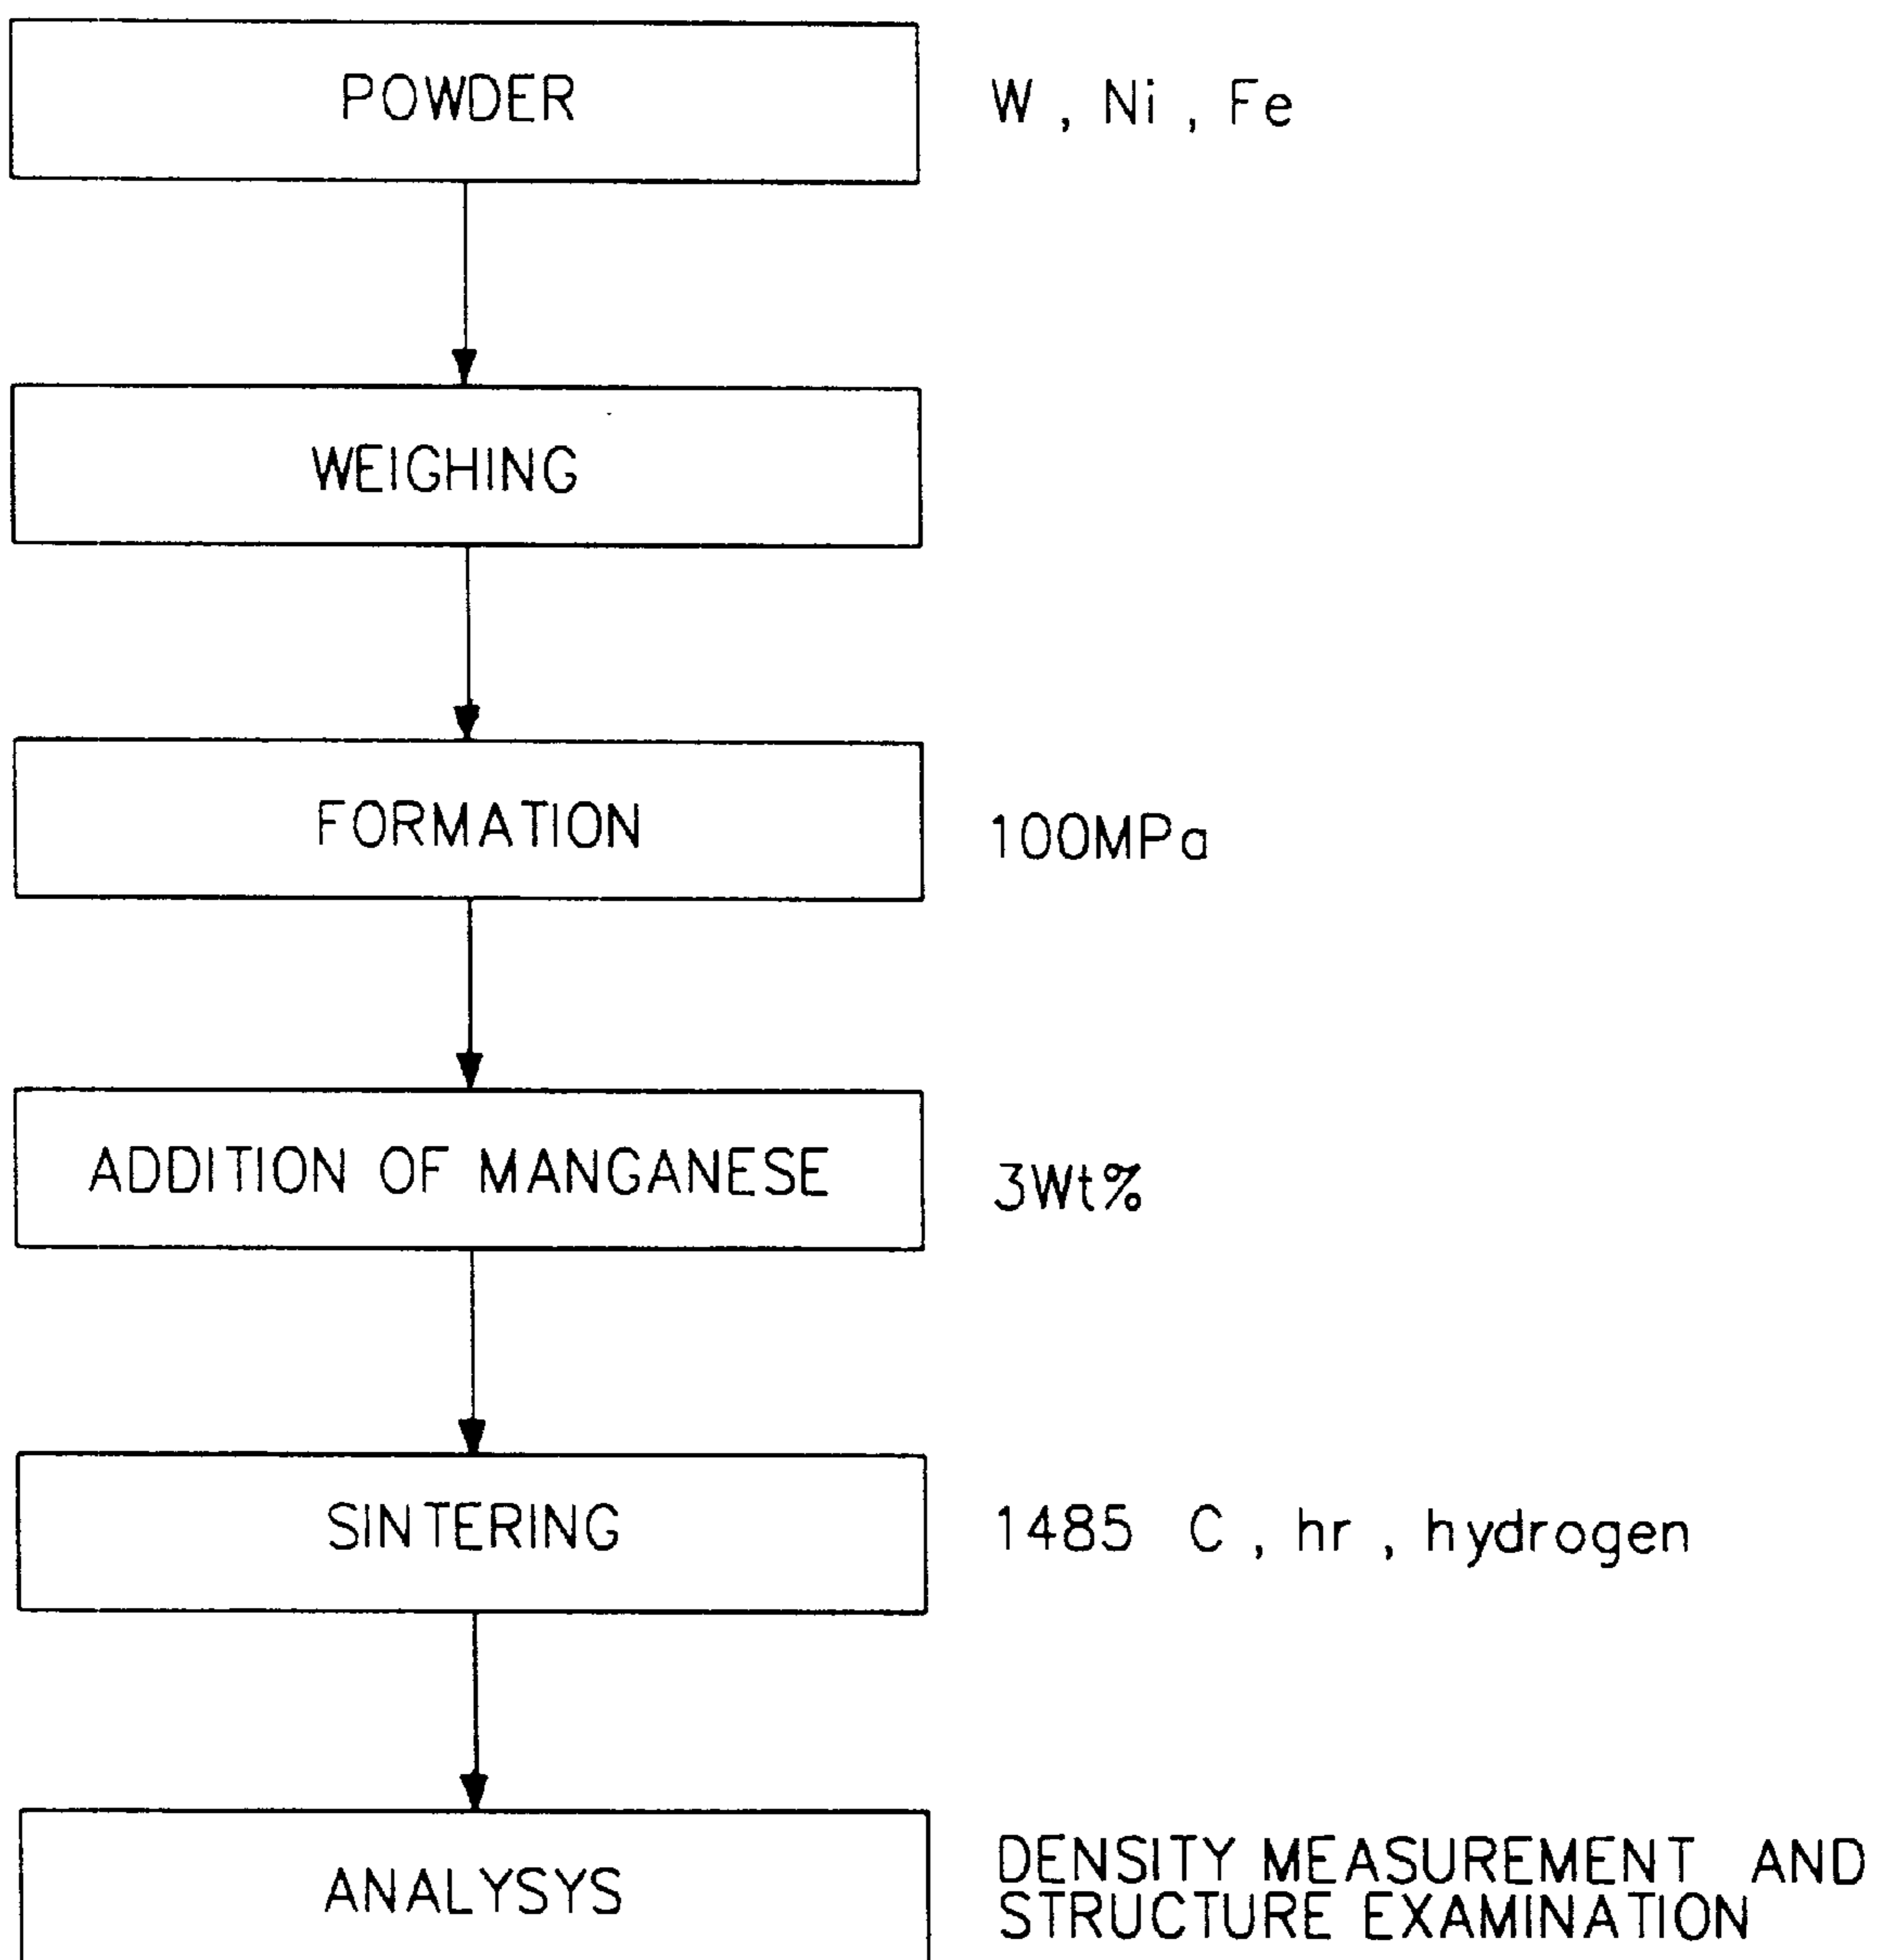 POWDER
W , Ni , Fe
WEIGHING
FORMATION
100MPa
ADDITION OF MANGANESE
3Wt%
SINTERING
1485 C , hr , hydrogen
ANALYSYS
DENSITY MEASUREMENT AND
STRUCTURE EXAMINATION